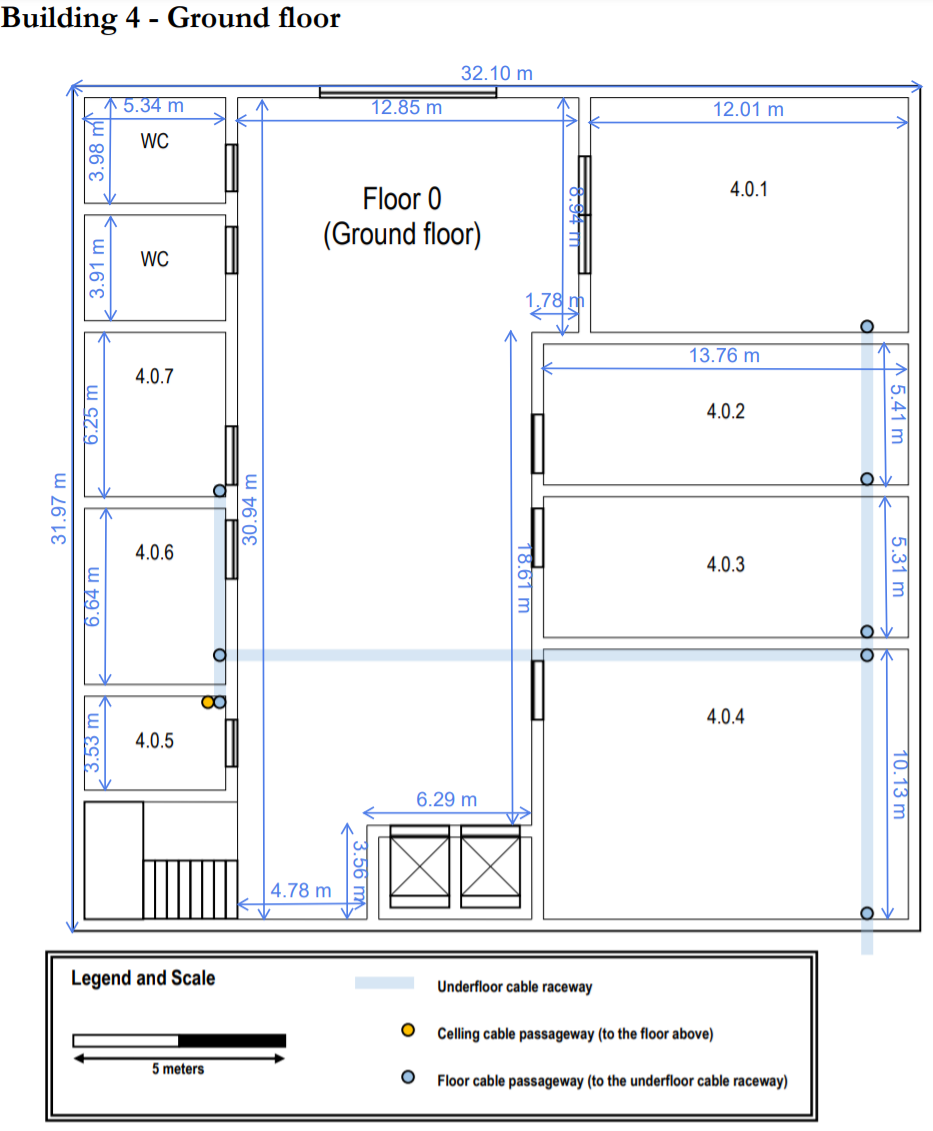 Building 4 - Ground floor
32.10 m
5.34 m
12.85 m
12.01 m
3.98 m
WC
4.0.1
Floor 0
(Ground floor)
8.94 m
3.91 m
WC
1.78 m
13.76 m
4.0.7
6.25 m
4.0.2
5.41 m
31.97 m
30.94 m
4.0.6
6.64 m
18.61 m
4.0.3
5.31 m
4.0.5
3.53 m
4.0.4
10.13 m
6.29 m
3.56 m
4.78 m
Legend and Scale
5 meters
Underfloor cable raceway
Celling cable passageway (to the floor above)
Floor cable passageway (to the underfloor cable raceway)